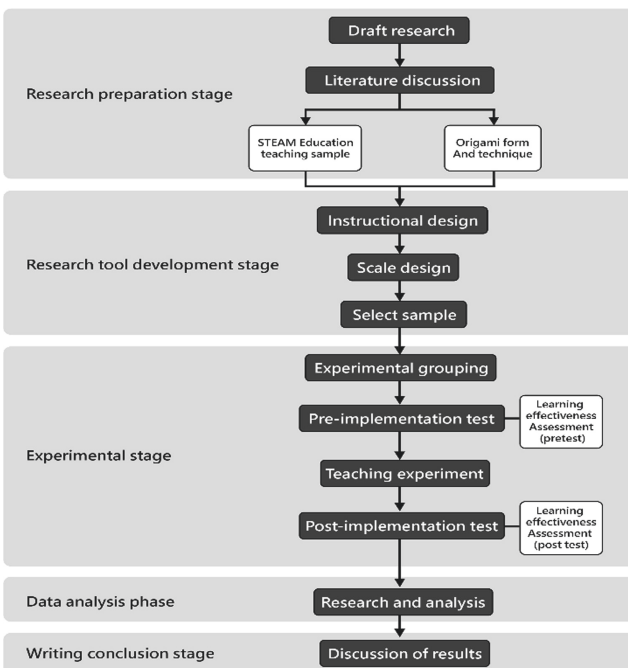 Draft research
Literature discussion
Research preparation stage
STEAM Education
teaching sample
Origami form
And technique
Instructional design
Research tool development stage
Scale design
Select sample
Experimental grouping
Pre-implementation test
Learning
effectiveness
Assessment
(pretest)
Experimental stage
Teaching experiment
Post-implementation test
Learning
effectiveness
Assessment
(post test)
Data analysis phase
Research and analysis
Writing conclusion stage
Discussion of results